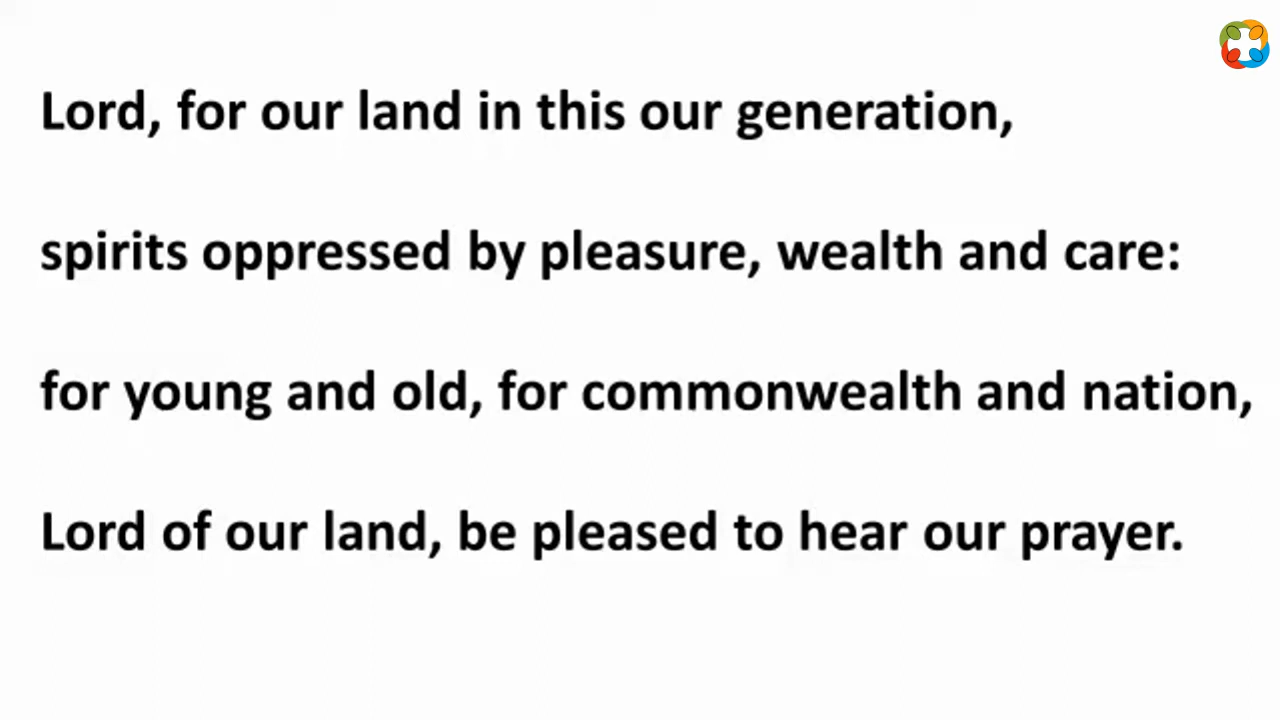 Lord, for our land in this our generation,
spirits oppressed by pleasure, wealth and care:
for young and old, for commonwealth and nation,
Lord of our land, be pleased to hear our prayer.